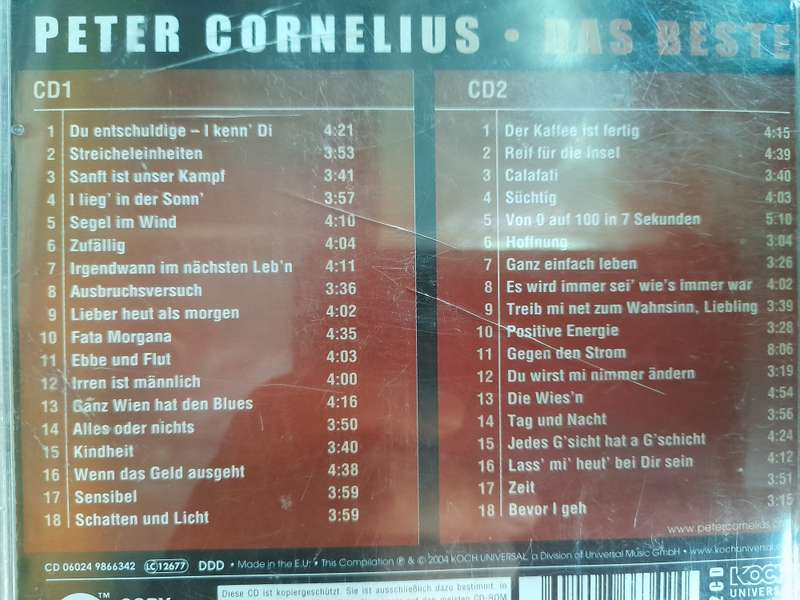 PETER CORNELIUS • DAS BESTE
CD1
1 Du entschuldige – I kenn' Di 4:21
2 Streicheleinheiten 3:53
3 Sanft ist unser Kampf 3:41
4 I lieg' in der Sonn' 3:57
5 Segel im Wind 4:10
6 Zufällig 4:04
7 Irgendwann im nächsten Leb'n 4:11
8 Ausbruchsversuch 3:36
9 Lieber heut als morgen 4:02
10 Fata Morgana 4:35
11 Ebbe und Flut 4:03
12 Irren ist männlich 4:00
13 Ganz Wien hat den Blues 4:16
14 Alles oder nichts 3:50
15 Kindheit 3:40
16 Wenn das Geld ausgeht 4:38
17 Sensibel 3:59
18 Schatten und Licht 3:59
CD2
1 Der Kaffee ist fertig 4:15
2 Reif für die Insel 4:39
3 Calafati 3:40
4 Süchtig 4:03
5 Von 0 auf 100 in 7 Sekunden 5:10
6 Hoffnung 3:04
7 Ganz einfach leben 3:26
8 Es wird immer sei' wie's immer war 4:02
9 Treib mi net zum Wahnsinn, Liebling 3:39
10 Positive Energie 3:28
11 Gegen den Strom 8:06
12 Du wirst mi nimmer ändern 3:19
13 Die Wies'n 4:54
14 Tag und Nacht 3:56
15 Jedes G'sicht hat a G'schicht 4:24
16 Lass' mi' heut' bei Dir sein 4:12
17 Zeit 3:51
18 Bevor I geh 3:15
www.petercornelius.
CD 06024 9866342 LC 12677 DDD • Made in the E.U. • This Compilation ℗ & © 2004 KOCH UNIVERSAL, a Division of Universal Music GmbH • www.kochuniversal.
Diese CD ist kopiergeschützt. Sie ist ausschließlich dazu bestimmt, in
2 CD
KOCH
UNIVERS